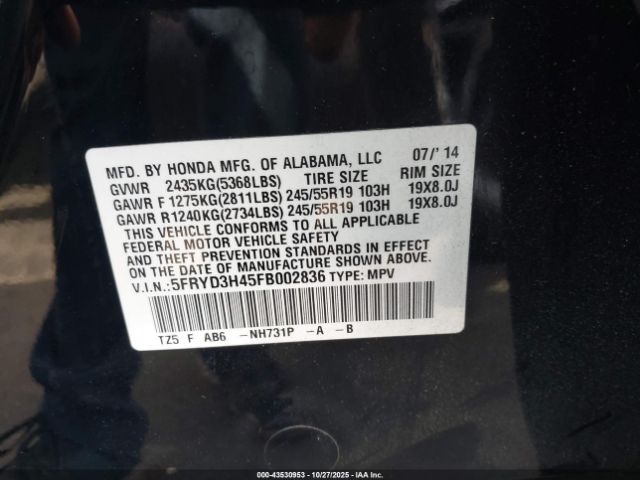 MFD. BY HONDA MFG. OF ALABAMA, LLC 07/' 14
GVWR 2435KG(5368LBS) TIRE SIZE RIM SIZE
GAWR F 1275KG(2811LBS) 245/55R19 103H 19X8.0J
GAWR R1240KG(2734LBS) 245/55R19 103H 19X8.0J
THIS VEHICLE CONFORMS TO ALL APPLICABLE
FEDERAL MOTOR VEHICLE SAFETY
AND THEFT PREVENTION STANDARDS IN EFFECT
ON THE DATE OF MANUFACTURE SHOWN ABOVE.
V.I.N.:5FRYD3H45FB002836 TYPE: MPV
TZ5 F AB6 -NH731P -A -B
000-43530953 | 10/27/2025 | IAA Inc.